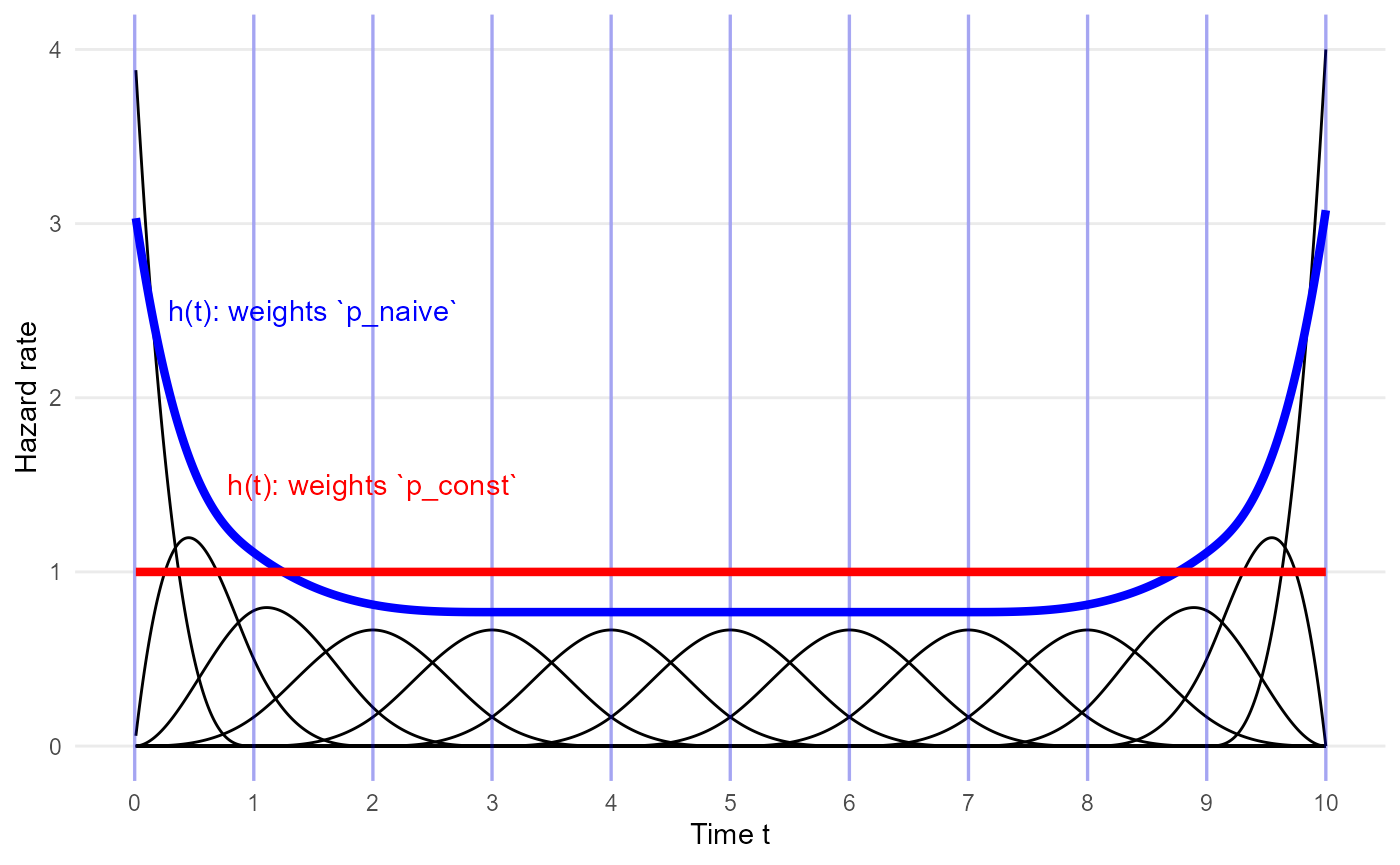 4
3
2
1
0
Hazard rate
h(t): weights `p_naive`
h(t): weights `p_const`
0 1 2 3 4 5 6 7 8 9 10
Time t